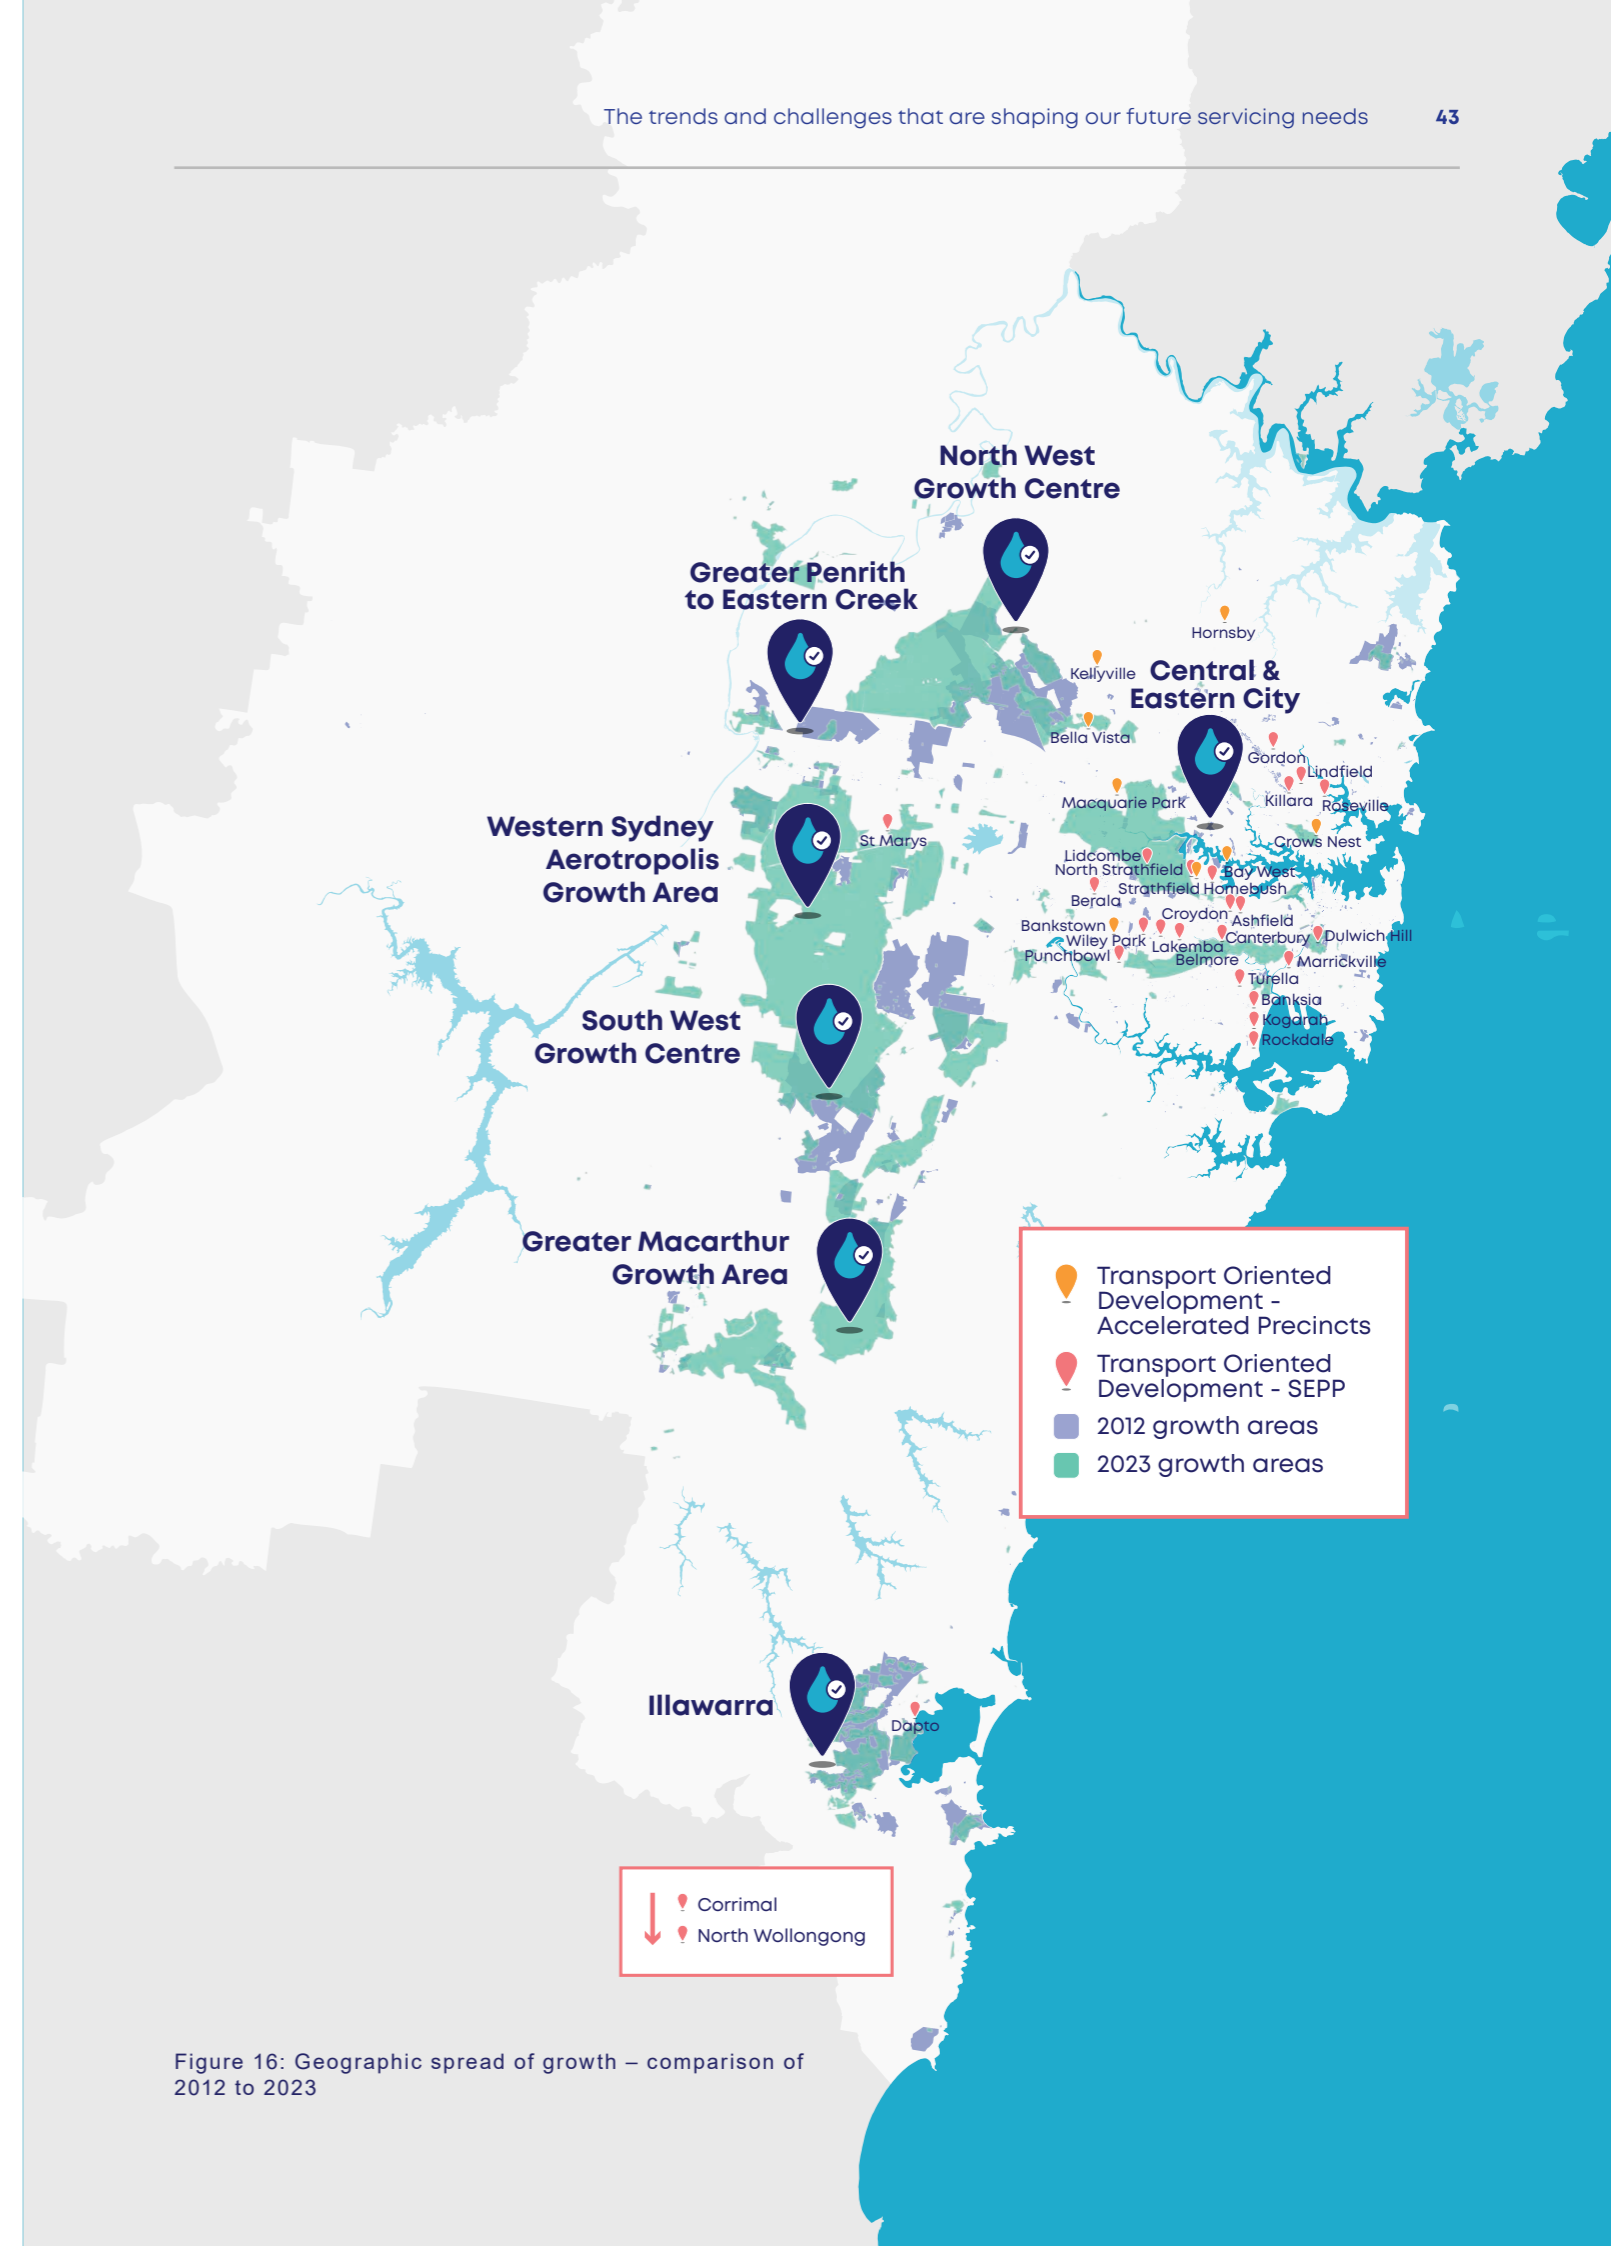 The trends and challenges that are shaping our future servicing needs 43
North West
Growth Centre
Greater Penrith
to Eastern Creek
Hornsby
Kellyville
Central &
Eastern City
Bella Vista
Gordon
Lindfield
Killara
Roseville
Macquarie Park
Western Sydney
Aerotropolis
Growth Area
St Marys
Crows Nest
Lidcombe
North Strathfield
Bay West
Strathfield
Homebush
Berala
Croydon
Ashfield
Bankstown
Wiley Park
Lakemba
Canterbury
Dulwich Hill
Punchbowl
Belmore
Marrickville
Turella
Banksia
Kogarah
Rockdale
South West
Growth Centre
Greater Macarthur
Growth Area
Transport Oriented
Development -
Accelerated Precincts
Transport Oriented
Development - SEPP
2012 growth areas
2023 growth areas
Illawarra
Dapto
Corrimal
North Wollongong
Figure 16: Geographic spread of growth – comparison of
2012 to 2023